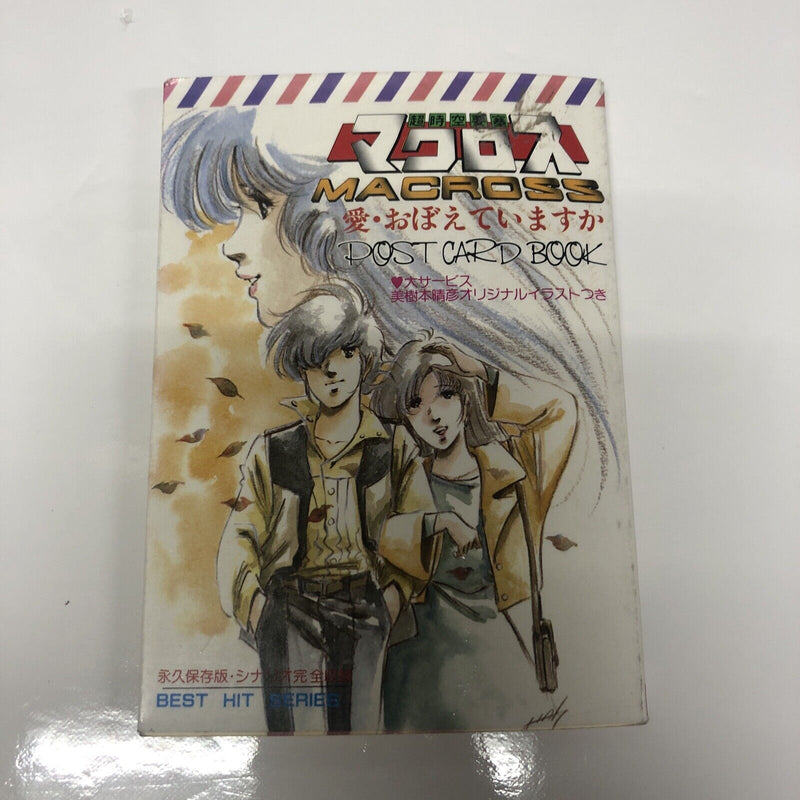 超時空要塞
マクロス
MACROSS
愛・おぼえていますか
POST CARD BOOK
♥大サービス
美樹本晴彦オリジナルイラストつき
永久保存版・シナリオ完全収録
BEST HIT SERIES